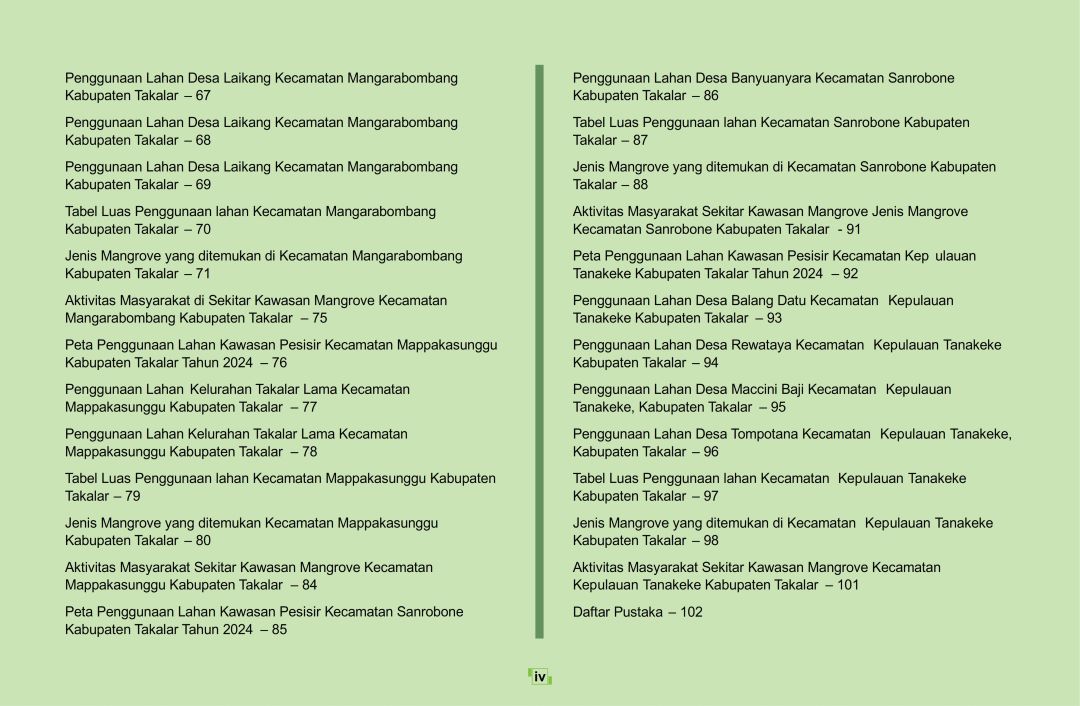 Penggunaan Lahan Desa Laikang Kecamatan Mangarabombang
Kabupaten Takalar – 67
Penggunaan Lahan Desa Laikang Kecamatan Mangarabombang
Kabupaten Takalar – 68
Penggunaan Lahan Desa Laikang Kecamatan Mangarabombang
Kabupaten Takalar – 69
Tabel Luas Penggunaan lahan Kecamatan Mangarabombang
Kabupaten Takalar – 70
Jenis Mangrove yang ditemukan di Kecamatan Mangarabombang
Kabupaten Takalar – 71
Aktivitas Masyarakat di Sekitar Kawasan Mangrove Kecamatan
Mangarabombang Kabupaten Takalar – 75
Peta Penggunaan Lahan Kawasan Pesisir Kecamatan Mappakasunggu
Kabupaten Takalar Tahun 2024 – 76
Penggunaan Lahan Kelurahan Takalar Lama Kecamatan
Mappakasunggu Kabupaten Takalar – 77
Penggunaan Lahan Kelurahan Takalar Lama Kecamatan
Mappakasunggu Kabupaten Takalar – 78
Tabel Luas Penggunaan lahan Kecamatan Mappakasunggu Kabupaten
Takalar – 79
Jenis Mangrove yang ditemukan Kecamatan Mappakasunggu
Kabupaten Takalar – 80
Aktivitas Masyarakat Sekitar Kawasan Mangrove Kecamatan
Mappakasunggu Kabupaten Takalar – 84
Peta Penggunaan Lahan Kawasan Pesisir Kecamatan Sanrobone
Kabupaten Takalar Tahun 2024 – 85
Penggunaan Lahan Desa Banyuanyara Kecamatan Sanrobone
Kabupaten Takalar – 86
Tabel Luas Penggunaan lahan Kecamatan Sanrobone Kabupaten
Takalar – 87
Jenis Mangrove yang ditemukan di Kecamatan Sanrobone Kabupaten
Takalar – 88
Aktivitas Masyarakat Sekitar Kawasan Mangrove Jenis Mangrove
Kecamatan Sanrobone Kabupaten Takalar - 91
Peta Penggunaan Lahan Kawasan Pesisir Kecamatan Kep ulauan
Tanakeke Kabupaten Takalar Tahun 2024 – 92
Penggunaan Lahan Desa Balang Datu Kecamatan Kepulauan
Tanakeke Kabupaten Takalar – 93
Penggunaan Lahan Desa Rewataya Kecamatan Kepulauan Tanakeke
Kabupaten Takalar – 94
Penggunaan Lahan Desa Maccini Baji Kecamatan Kepulauan
Tanakeke, Kabupaten Takalar – 95
Penggunaan Lahan Desa Tompotana Kecamatan Kepulauan Tanakeke,
Kabupaten Takalar – 96
Tabel Luas Penggunaan lahan Kecamatan Kepulauan Tanakeke
Kabupaten Takalar – 97
Jenis Mangrove yang ditemukan di Kecamatan Kepulauan Tanakeke
Kabupaten Takalar – 98
Aktivitas Masyarakat Sekitar Kawasan Mangrove Kecamatan
Kepulauan Tanakeke Kabupaten Takalar – 101
Daftar Pustaka – 102
iv